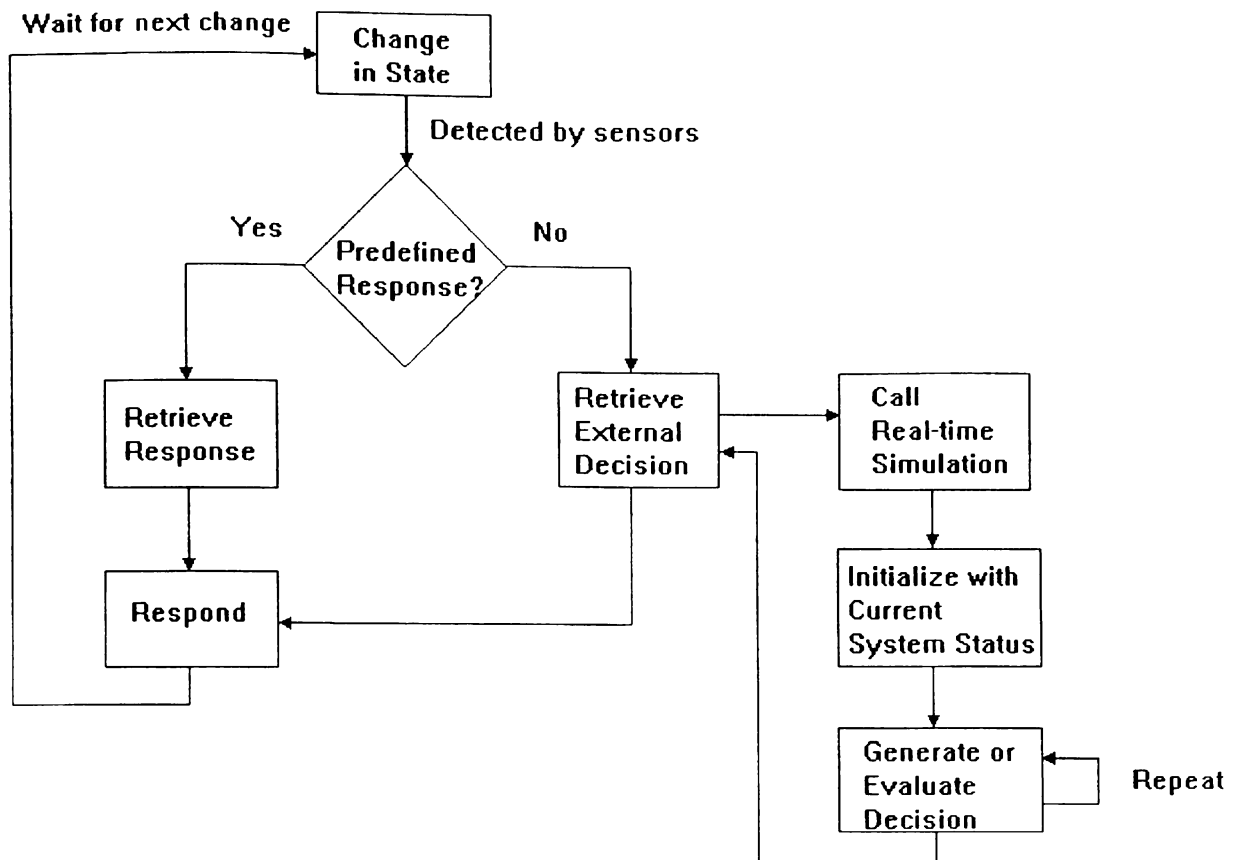 Wait for next change
Change
in State
Detected by sensors
Yes
No
Predefined
Response?
Retrieve
Response
Retrieve
External
Decision
Call
Real-time
Simulation
Respond
Initialize with
Current
System Status
Generate or
Evaluate
Decision
Repeat